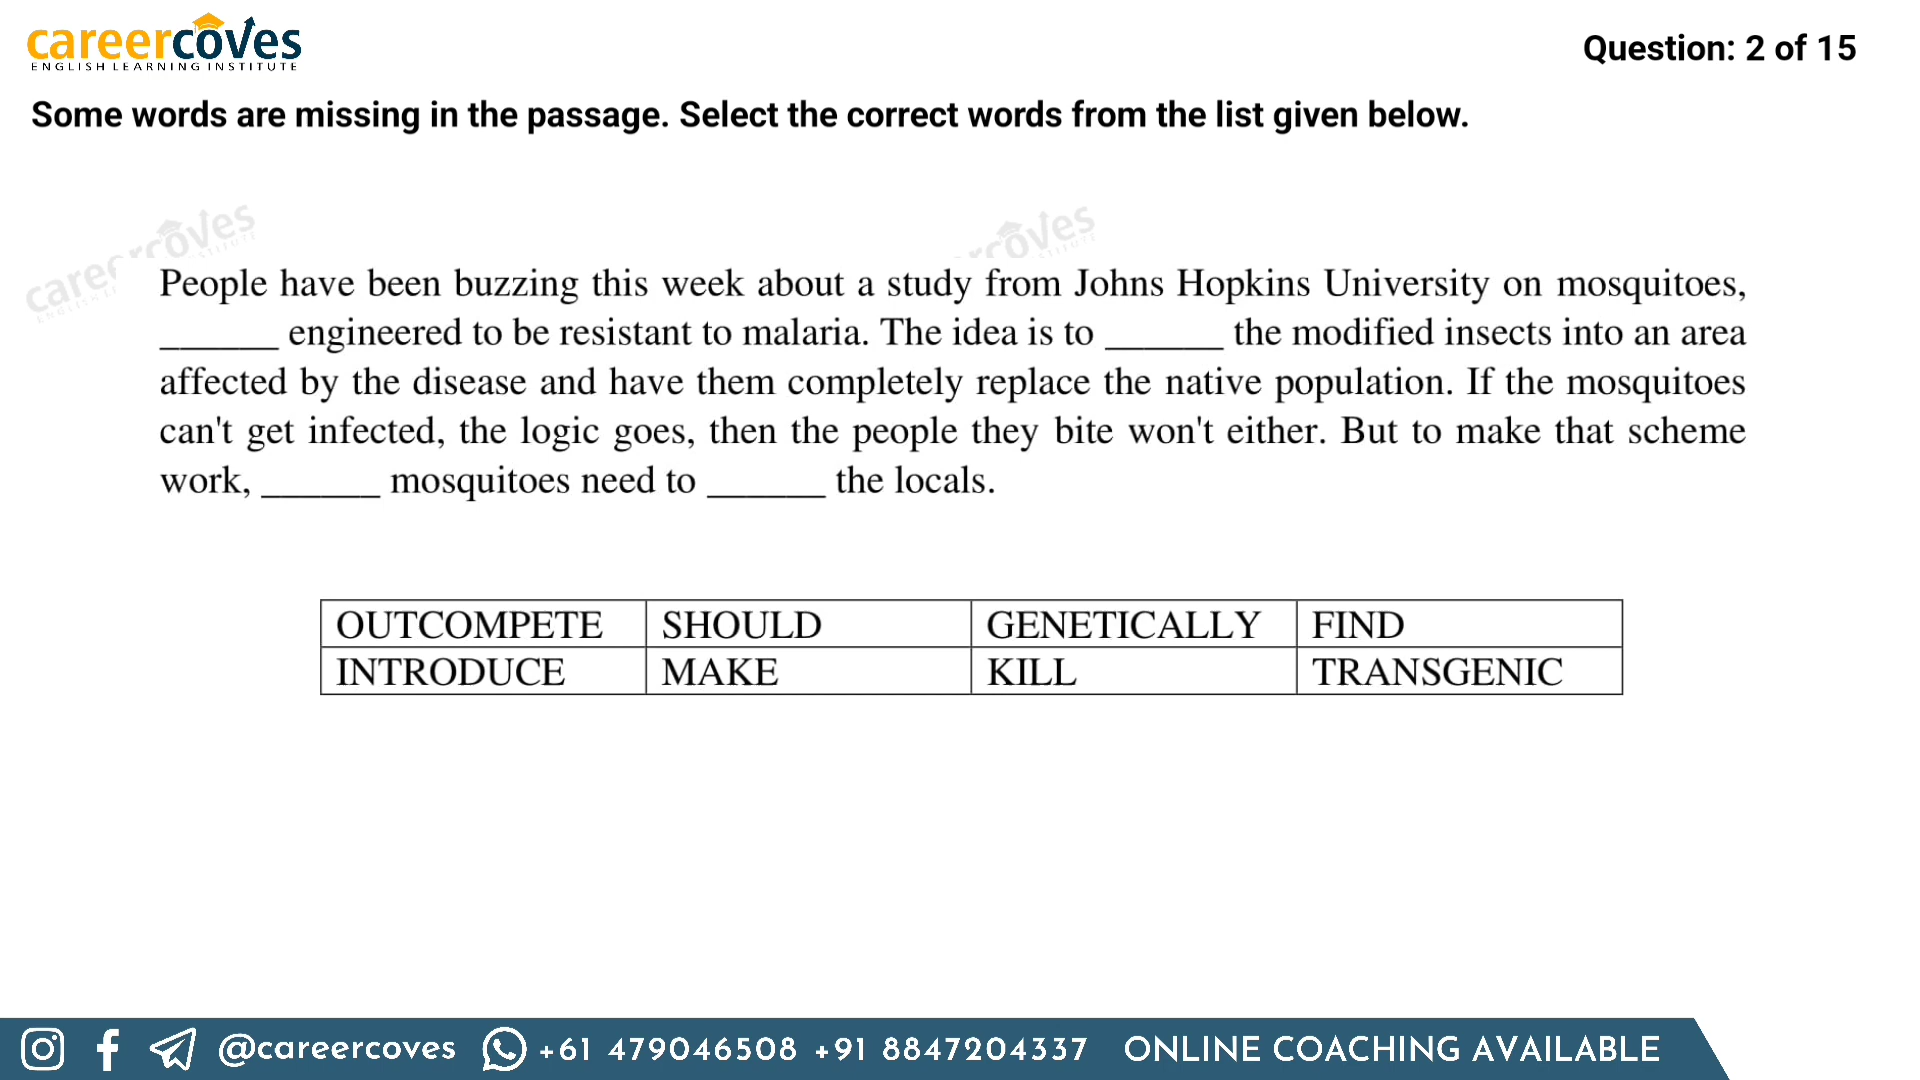 careercoves
ENGLISH LEARNING INSTITUTE
Question: 2 of 15
Some words are missing in the passage. Select the correct words from the list given below.
People have been buzzing this week about a study from Johns Hopkins University on mosquitoes,
______ engineered to be resistant to malaria. The idea is to ______ the modified insects into an area
affected by the disease and have them completely replace the native population. If the mosquitoes
can't get infected, the logic goes, then the people they bite won't either. But to make that scheme
work, ______ mosquitoes need to ______ the locals.
OUTCOMPETE SHOULD GENETICALLY FIND
INTRODUCE MAKE KILL TRANSGENIC
@careercoves +61 479046508 +91 8847204337 ONLINE COACHING AVAILABLE